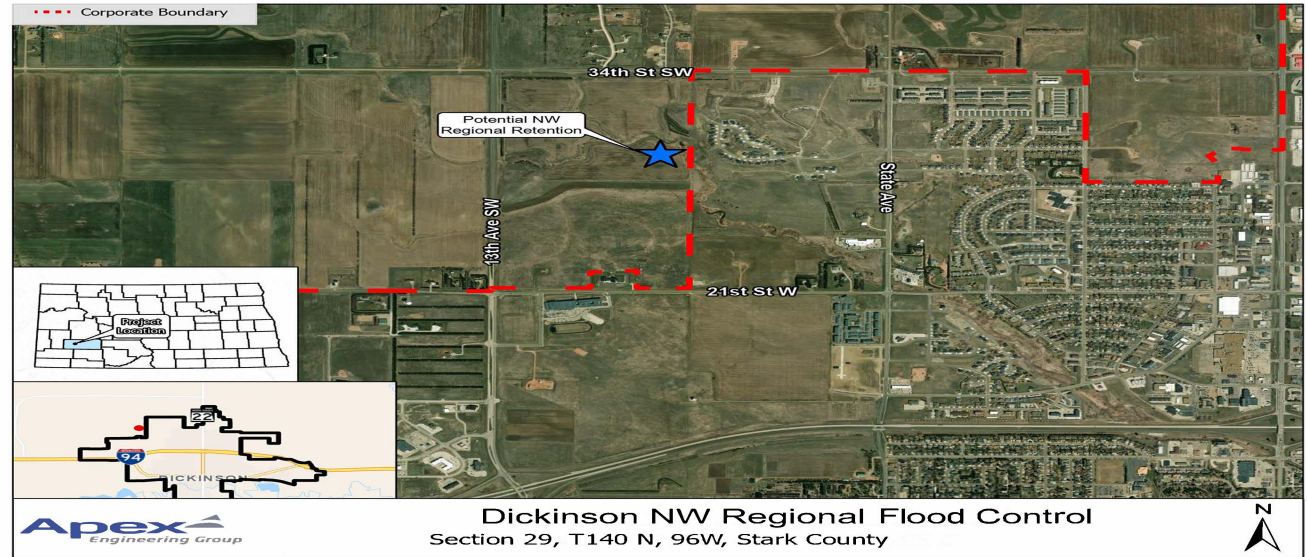 Corporate Boundary
34th St SW
Potential NW
Regional Retention
State Ave
13th Ave SW
21st St W
Project
Location
22
94
DICKINSON
Apex
Engineering Group
Dickinson NW Regional Flood Control
Section 29, T140 N, 96W, Stark County
N